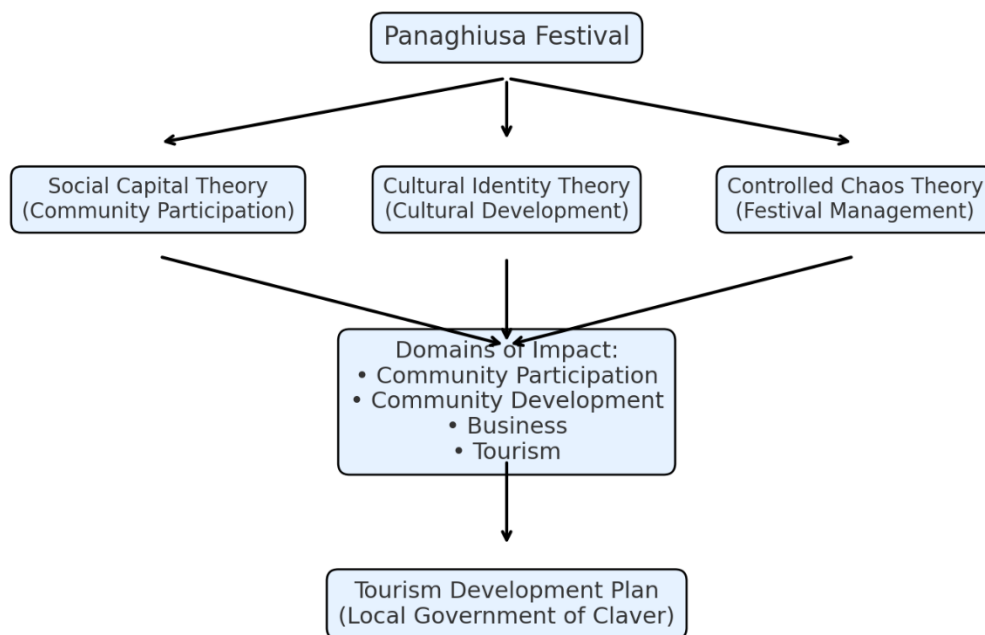 Panaghiusa Festival
Social Capital Theory
(Community Participation)
Cultural Identity Theory
(Cultural Development)
Controlled Chaos Theory
(Festival Management)
Domains of Impact:
• Community Participation
• Community Development
• Business
• Tourism
Tourism Development Plan
(Local Government of Claver)